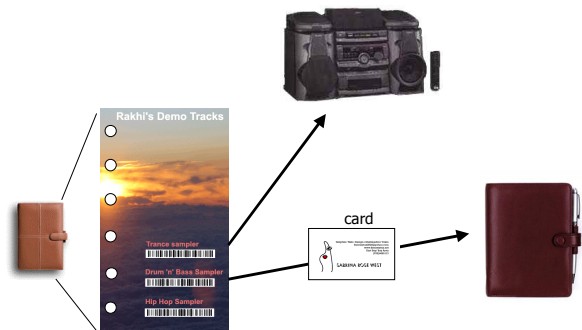 Rakhi's Demo Tracks
Trance sampler
Drum 'n' Bass Sampler
Hip Hop Sampler
card
SABRINA ROSE WEST